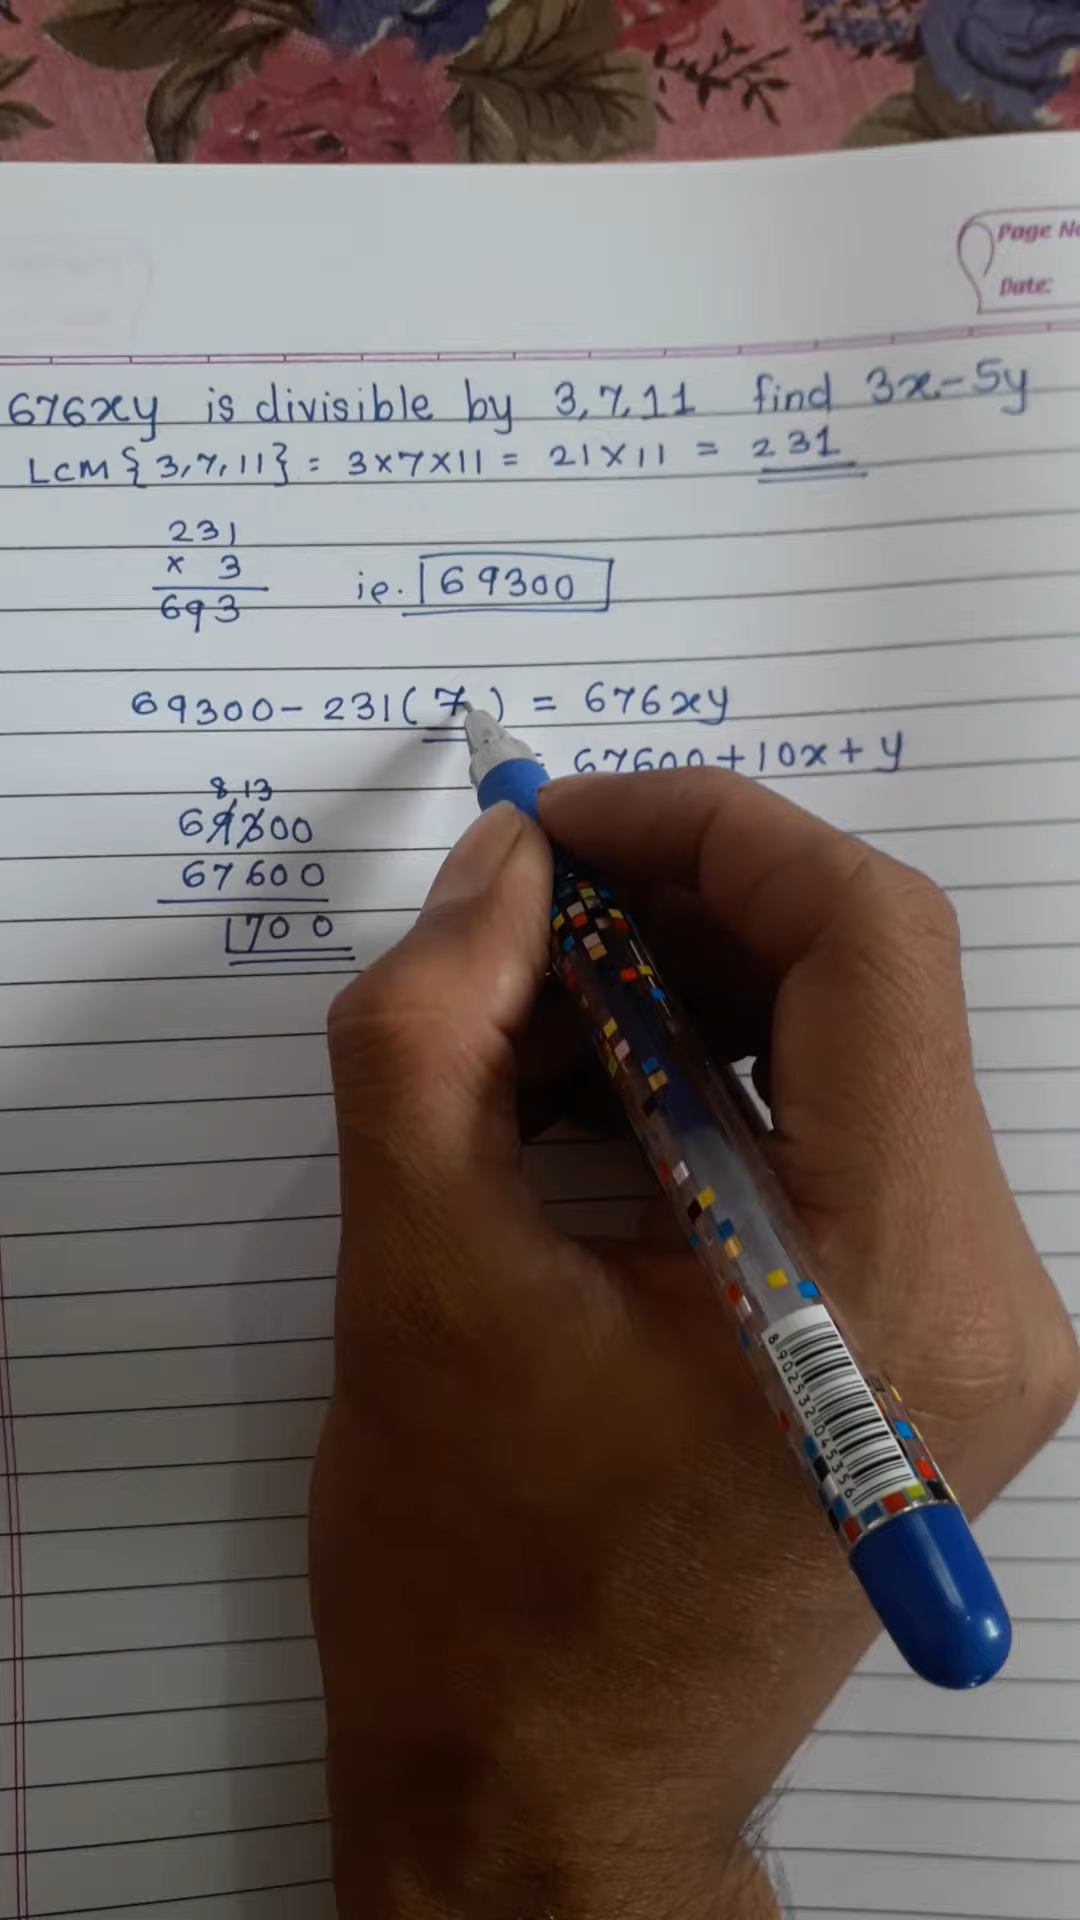 Page No
Date:
676xy is divisible by 3,7,11 find 3x-5y
LCM {3,7,11} = 3×7×11 = 21×11 = 231
231
× 3
693
ie. 69300
69300 - 231(7) = 676xy
= 67600+10x+y
8 13
69300
67600
1700
8902532045356